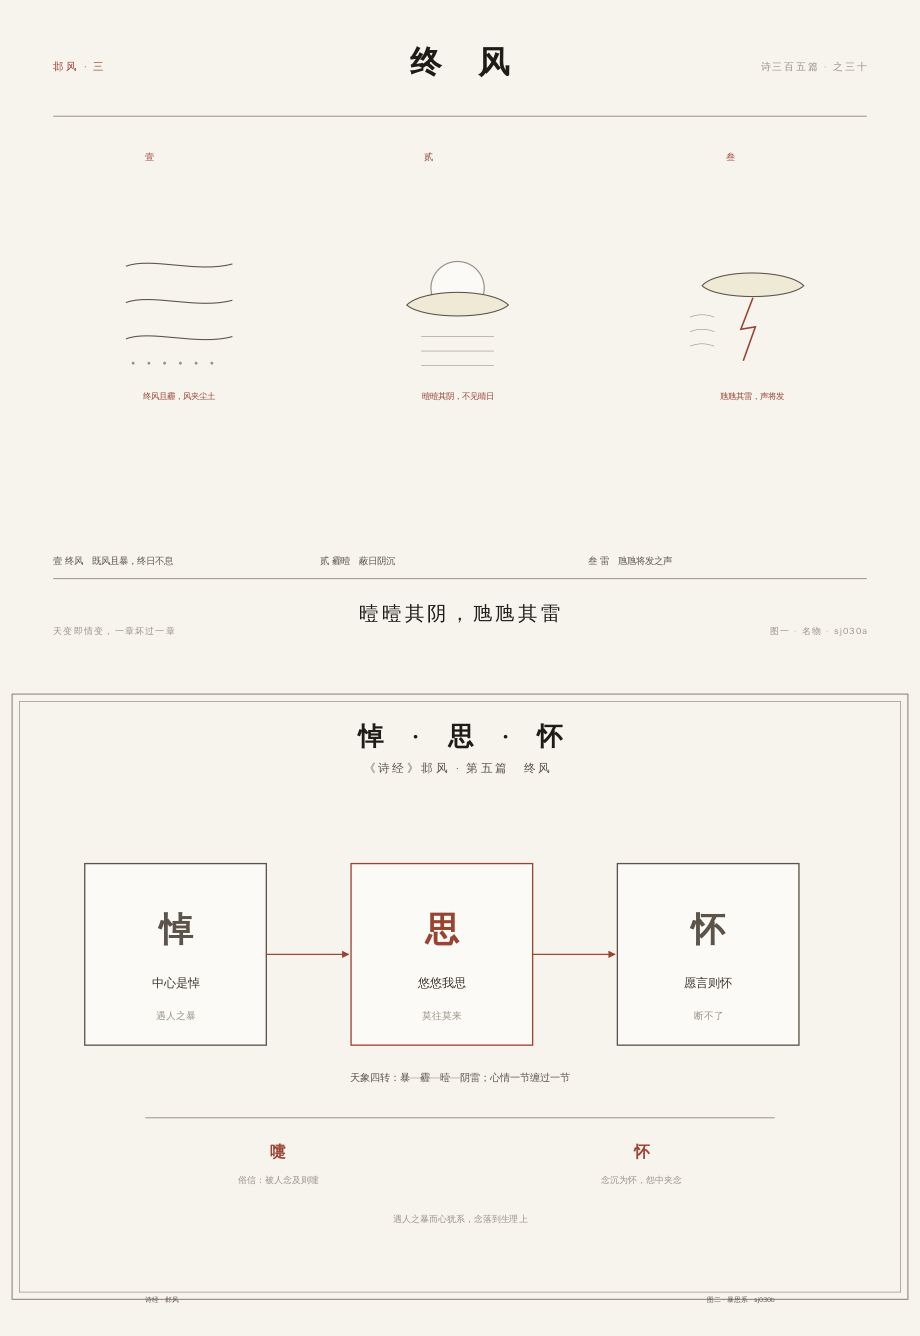 邶风 · 三
终 风
诗三百五篇 · 之三十
壹
贰
叁
终风且霾，风夹尘土
曀曀其阴，不见晴日
虺虺其雷，声将发
壹 终风 既风且暴，终日不息
贰 霾曀 蔽日阴沉
叁 雷 虺虺将发之声
曀曀其阴，虺虺其雷
天变即情变，一章坏过一章
图一 · 名物 · sj030a
悼 · 思 · 怀
《诗经》邶风 · 第五篇 终风
悼
思
怀
中心是悼
悠悠我思
愿言则怀
遇人之暴
莫往莫来
断不了
天象四转：暴—霾—曀—阴雷；心情一节缠过一节
嚏
怀
俗信：被人念及则嚏
念沉为怀，怨中夹念
遇人之暴而心犹系，念落到生理上
诗经 · 邶风
图二 · 暴思系 · sj030b